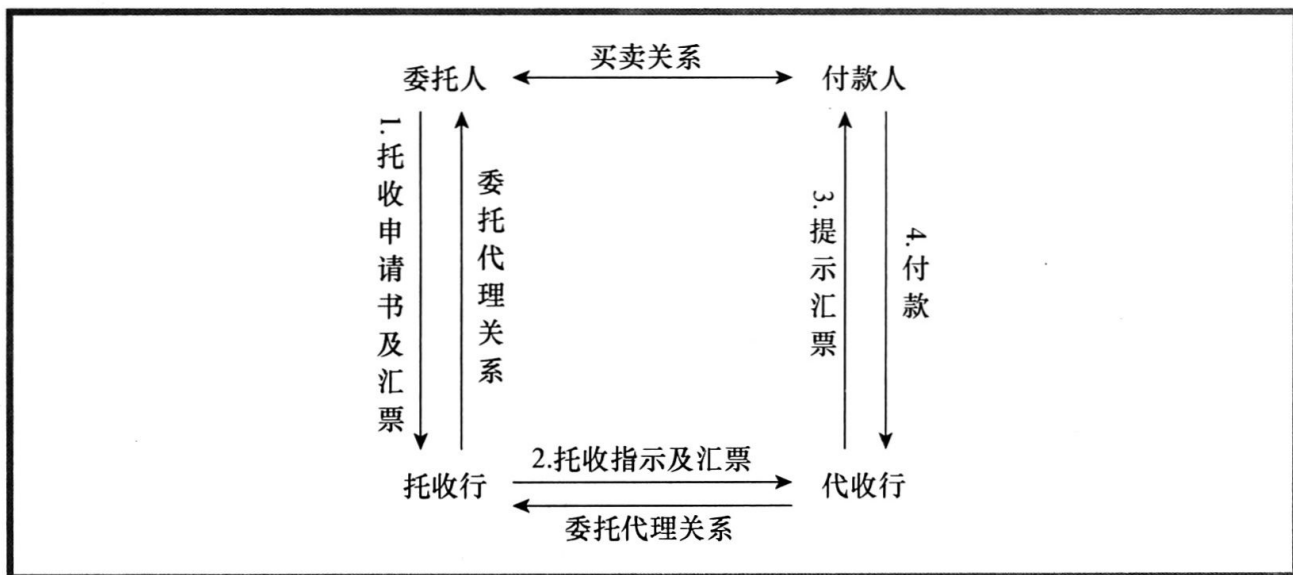 买卖关系
委托人
付款人
1.托收申请书及汇票
委托代理关系
3.提示汇票
4.付款
2.托收指示及汇票
托收行
代收行
委托代理关系